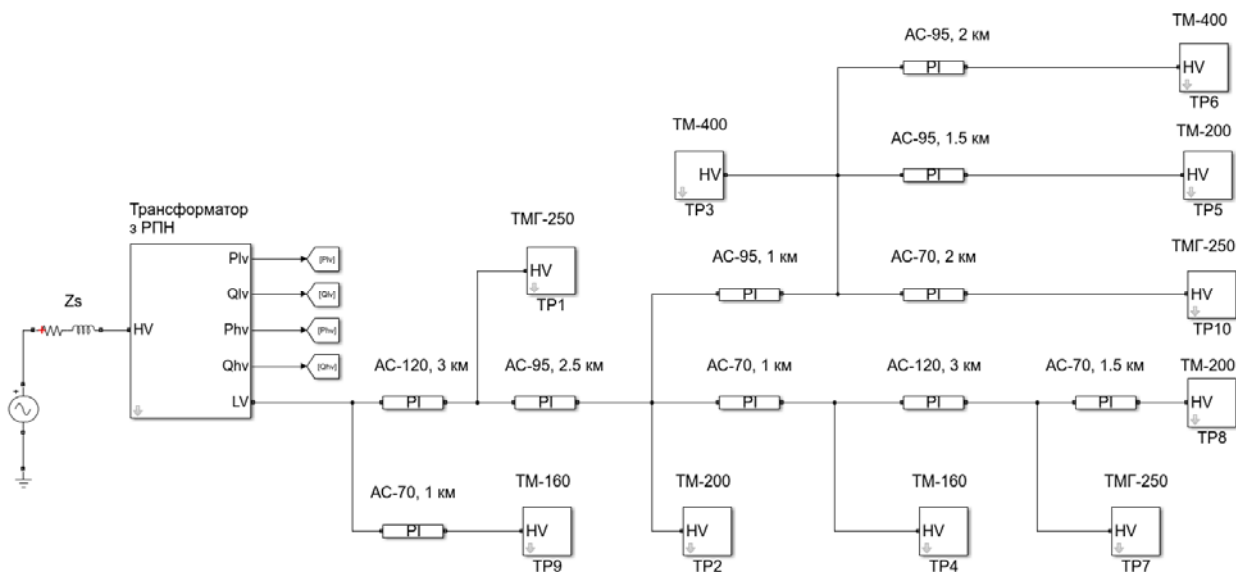 АС-95, 2 км
ТМ-400
PI
HV
ТР6
ТМ-400
АС-95, 1.5 км
ТМ-200
HV
ТР3
PI
HV
ТР5
Трансформатор
з РПН
ТМГ-250
АС-95, 1 км
АС-70, 2 км
ТМГ-250
Zs
HV
Plv
[Plv]
Qlv
[Qlv]
Phv
[Phv]
Qhv
[Qhv]
LV
HV
ТР1
PI
PI
HV
ТР10
АС-120, 3 км
АС-95, 2.5 км
АС-70, 1 км
АС-120, 3 км
АС-70, 1.5 км
ТМ-200
PI
PI
PI
PI
PI
HV
ТР8
+
АС-70, 1 км
ТМ-160
ТМ-200
ТМ-160
ТМГ-250
PI
HV
ТР9
HV
ТР2
HV
ТР4
HV
ТР7